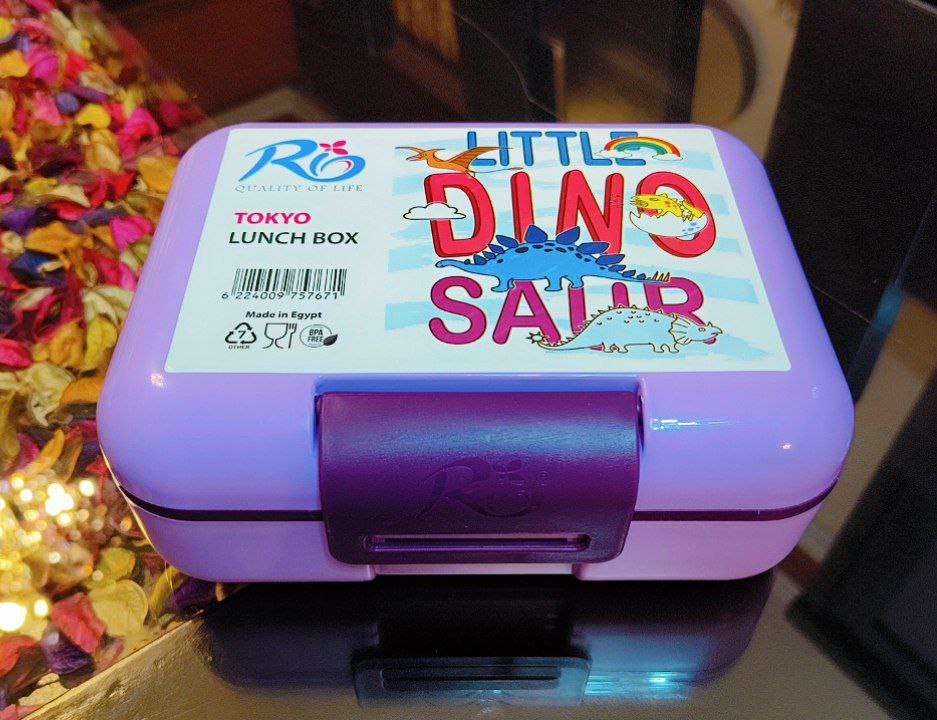 Rio
QUALITY OF LIFE
TOKYO
LUNCH BOX
6 224009 757671
Made in Egypt
7
OTHER
BPA
FREE
LITTLE
DINO
SAUR
Rio